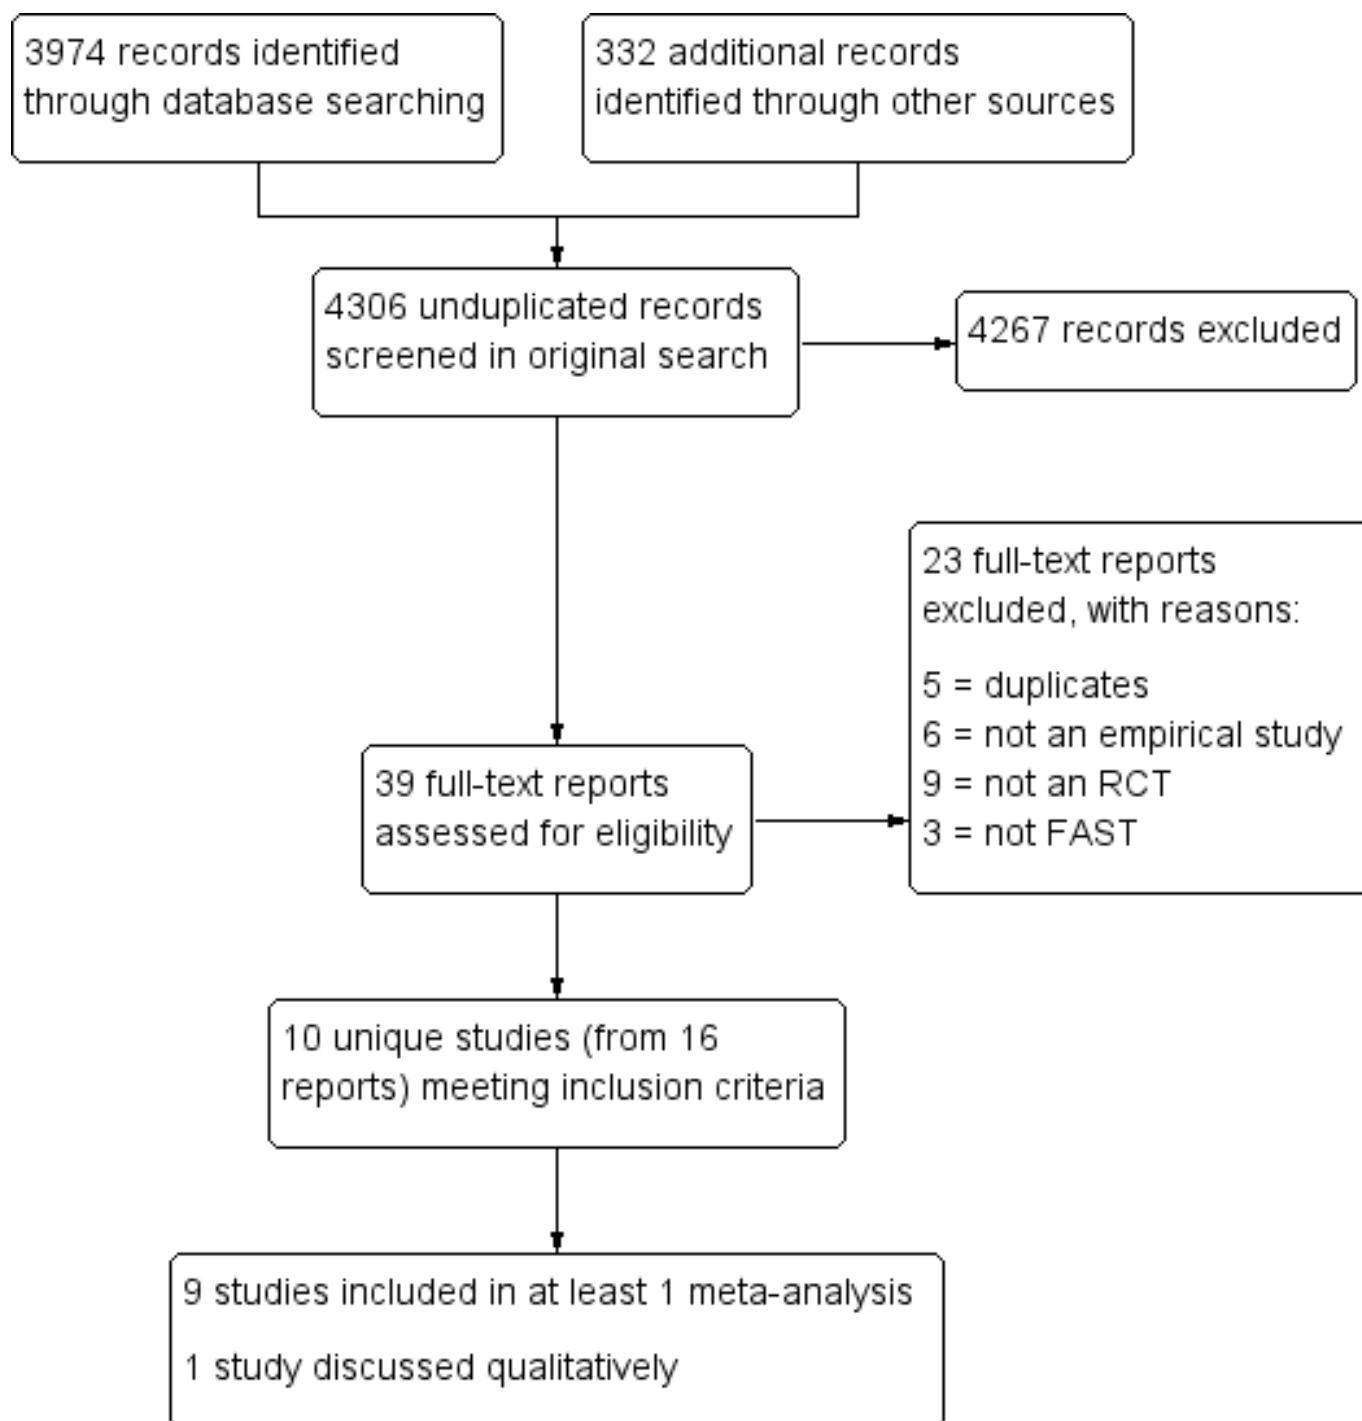 3974 records identified
through database searching
332 additional records
identified through other sources
4306 unduplicated records
screened in original search
4267 records excluded
23 full-text reports
excluded, with reasons:
5 = duplicates
6 = not an empirical study
9 = not an RCT
3 = not FAST
39 full-text reports
assessed for eligibility
10 unique studies (from 16
reports) meeting inclusion criteria
9 studies included in at least 1 meta-analysis
1 study discussed qualitatively